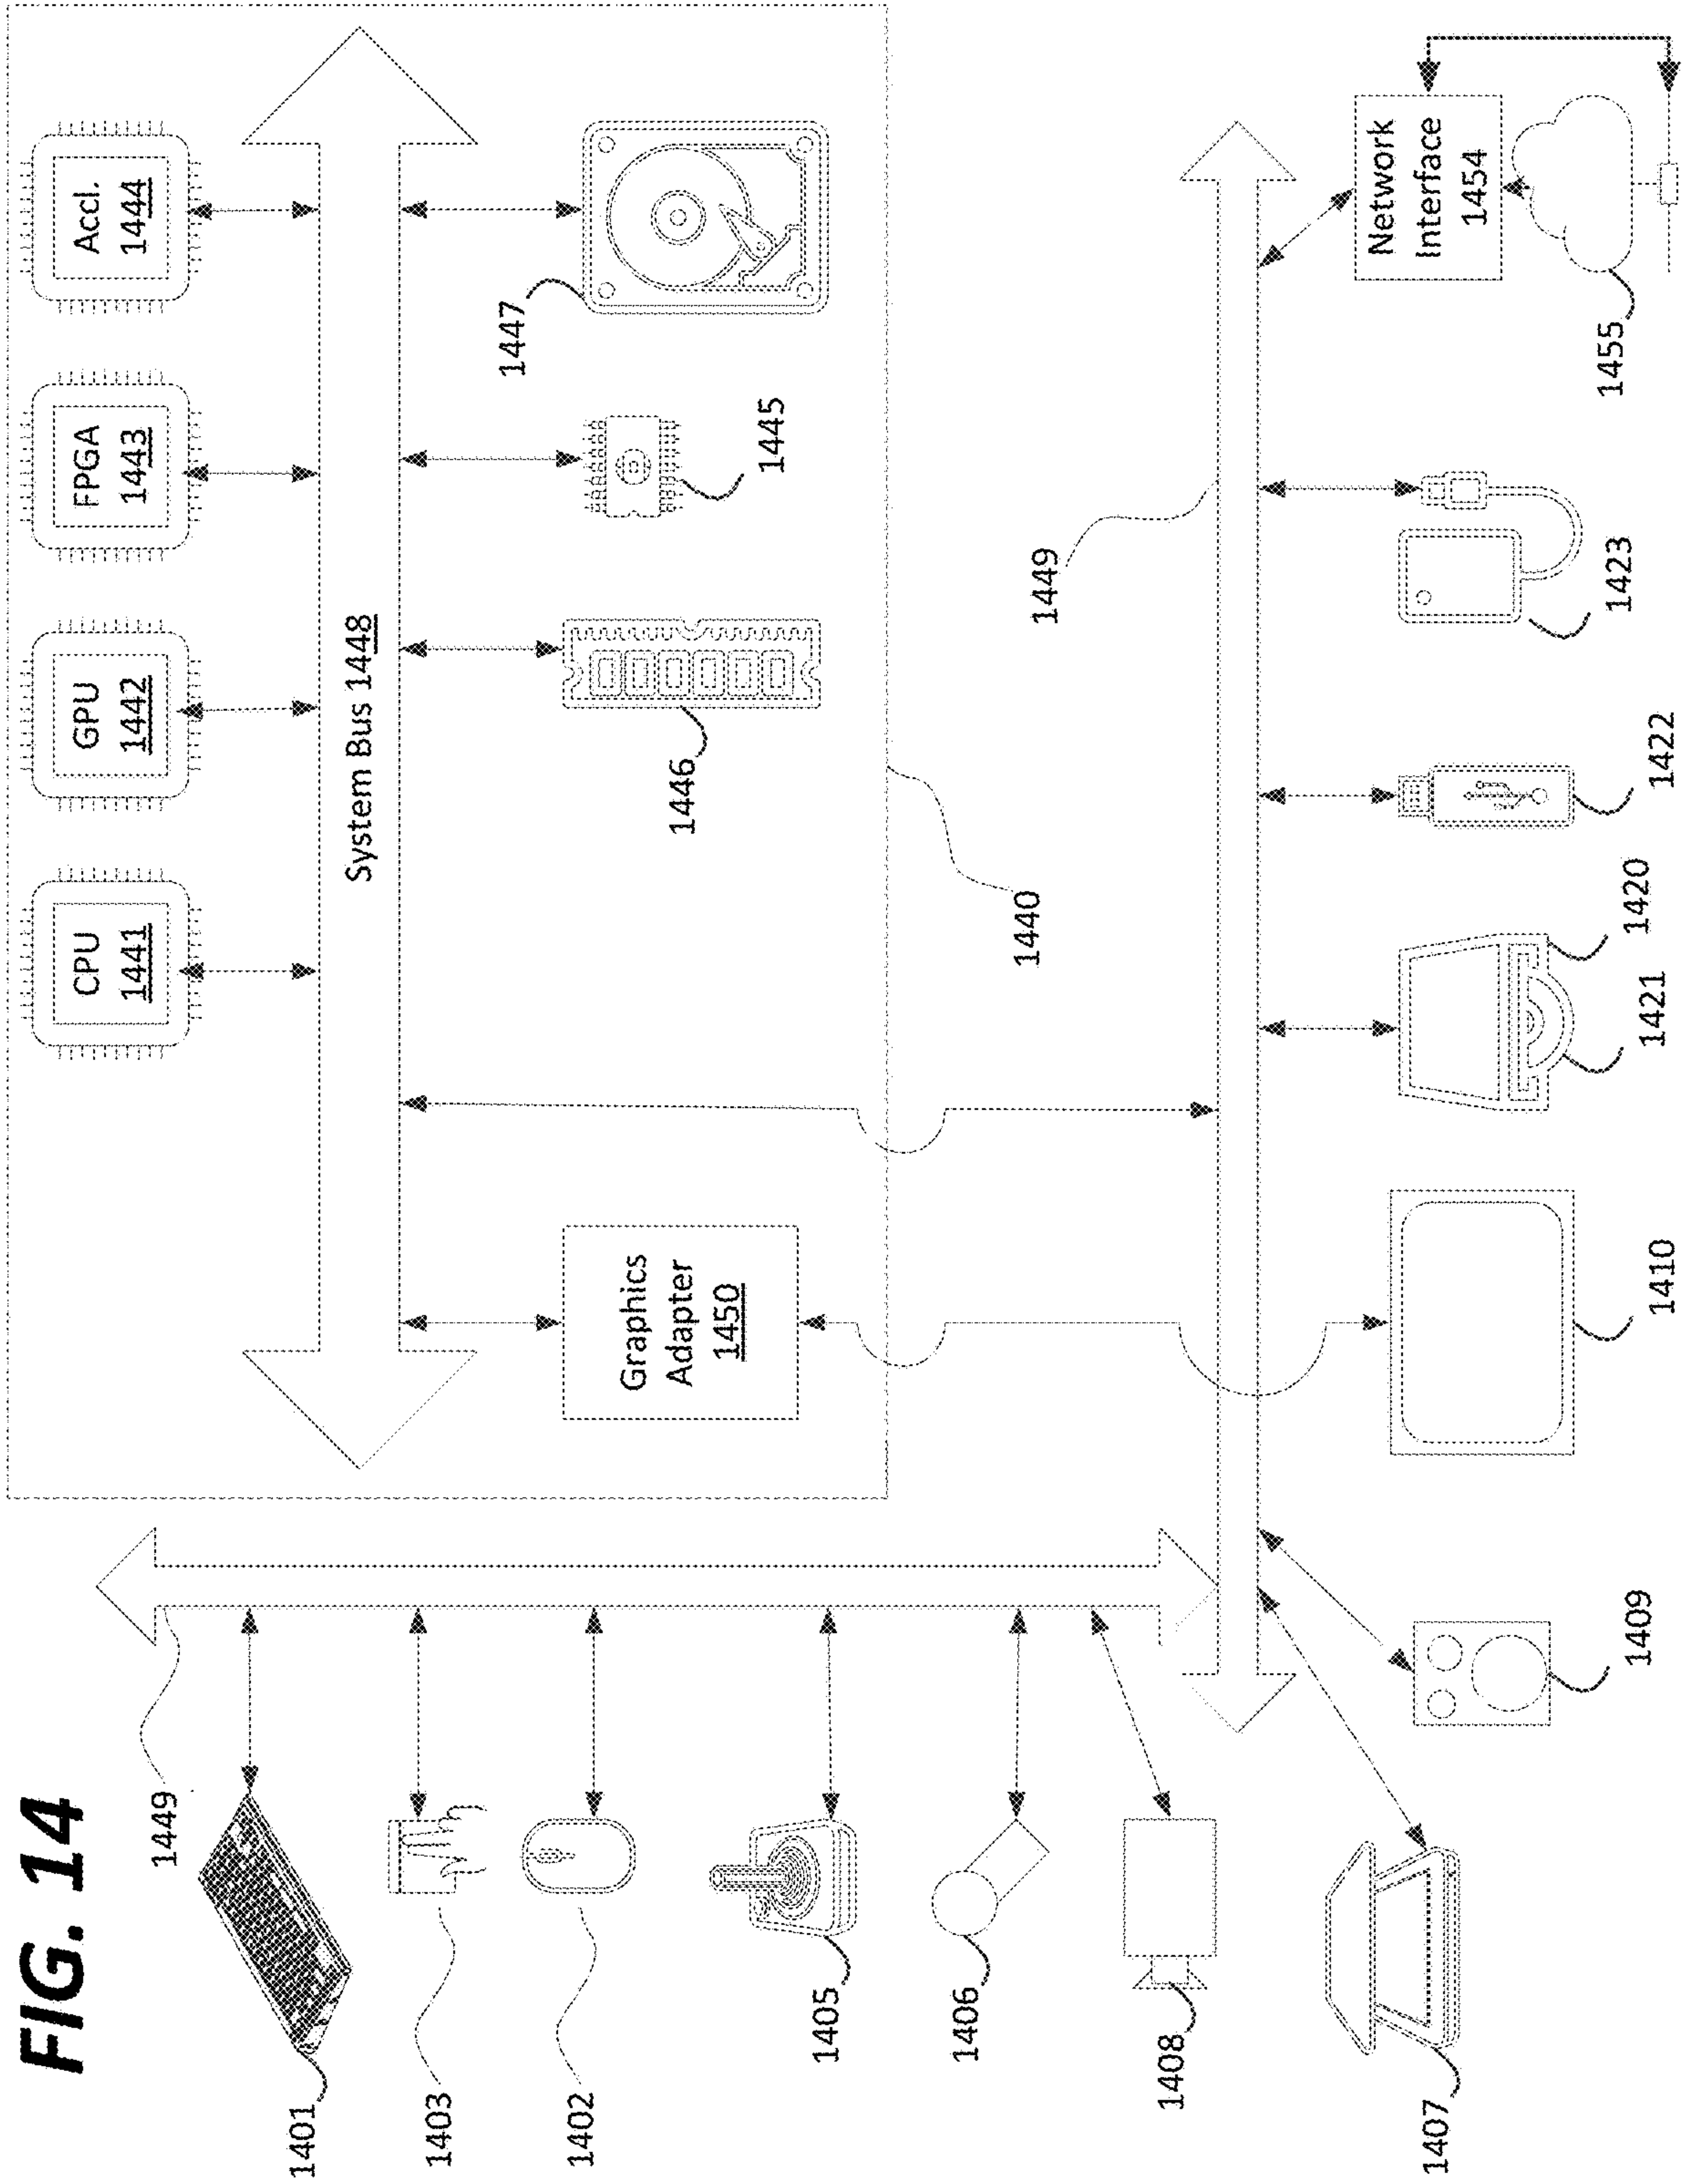 FIG. 14
1449
1401
1403
1402
1405
1406
1408
1407
CPU
1441
GPU
1442
FPGA
1443
Accl.
1444
System Bus 1448
Graphics
Adapter
1450
1446
1445
1447
1440
1449
1409
1410
1421
1420
1422
1423
Network
Interface
1454
1455